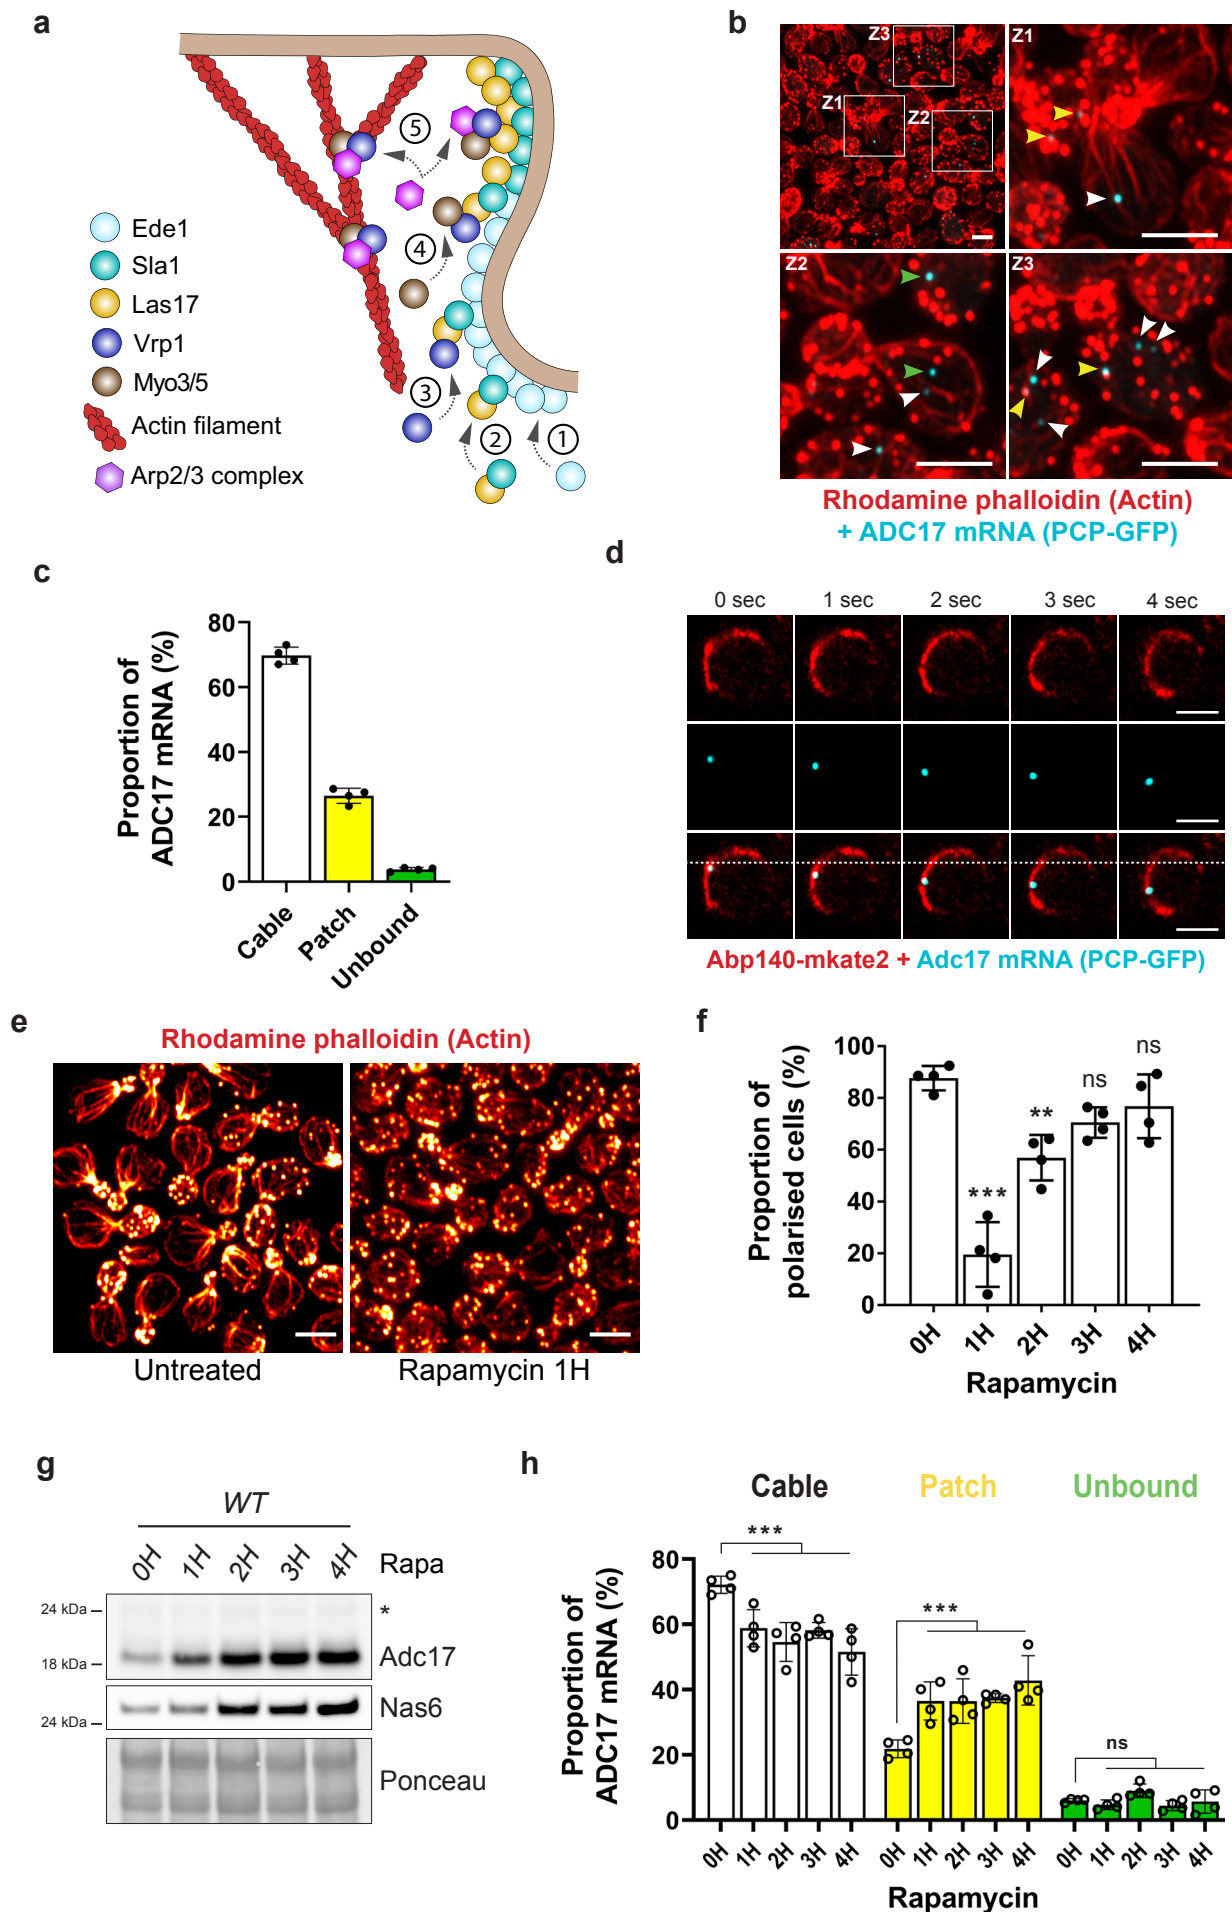 a
Ede1
Sla1
Las17
Vrp1
Myo3/5
Actin filament
Arp2/3 complex
1
2
3
4
5
b
Z3
Z1
Z2
Z1
Z2
Z3
Rhodamine phalloidin (Actin)
+ ADC17 mRNA (PCP-GFP)
c
Proportion of
ADC17 mRNA (%)
80
60
40
20
0
Cable
Patch
Unbound
d
0 sec 1 sec 2 sec 3 sec 4 sec
Abp140-mkate2 + Adc17 mRNA (PCP-GFP)
e
Rhodamine phalloidin (Actin)
Untreated Rapamycin 1H
f
Proportion of
polarised cells (%)
100
80
60
40
20
0
***
**
ns
ns
0H 1H 2H 3H 4H
Rapamycin
g
WT
0H 1H 2H 3H 4H Rapa
24 kDa
*
18 kDa
Adc17
24 kDa
Nas6
Ponceau
h
Cable Patch Unbound
Proportion of
ADC17 mRNA (%)
80
60
40
20
0
***
***
ns
0H 1H 2H 3H 4H 0H 1H 2H 3H 4H 0H 1H 2H 3H 4H
Rapamycin